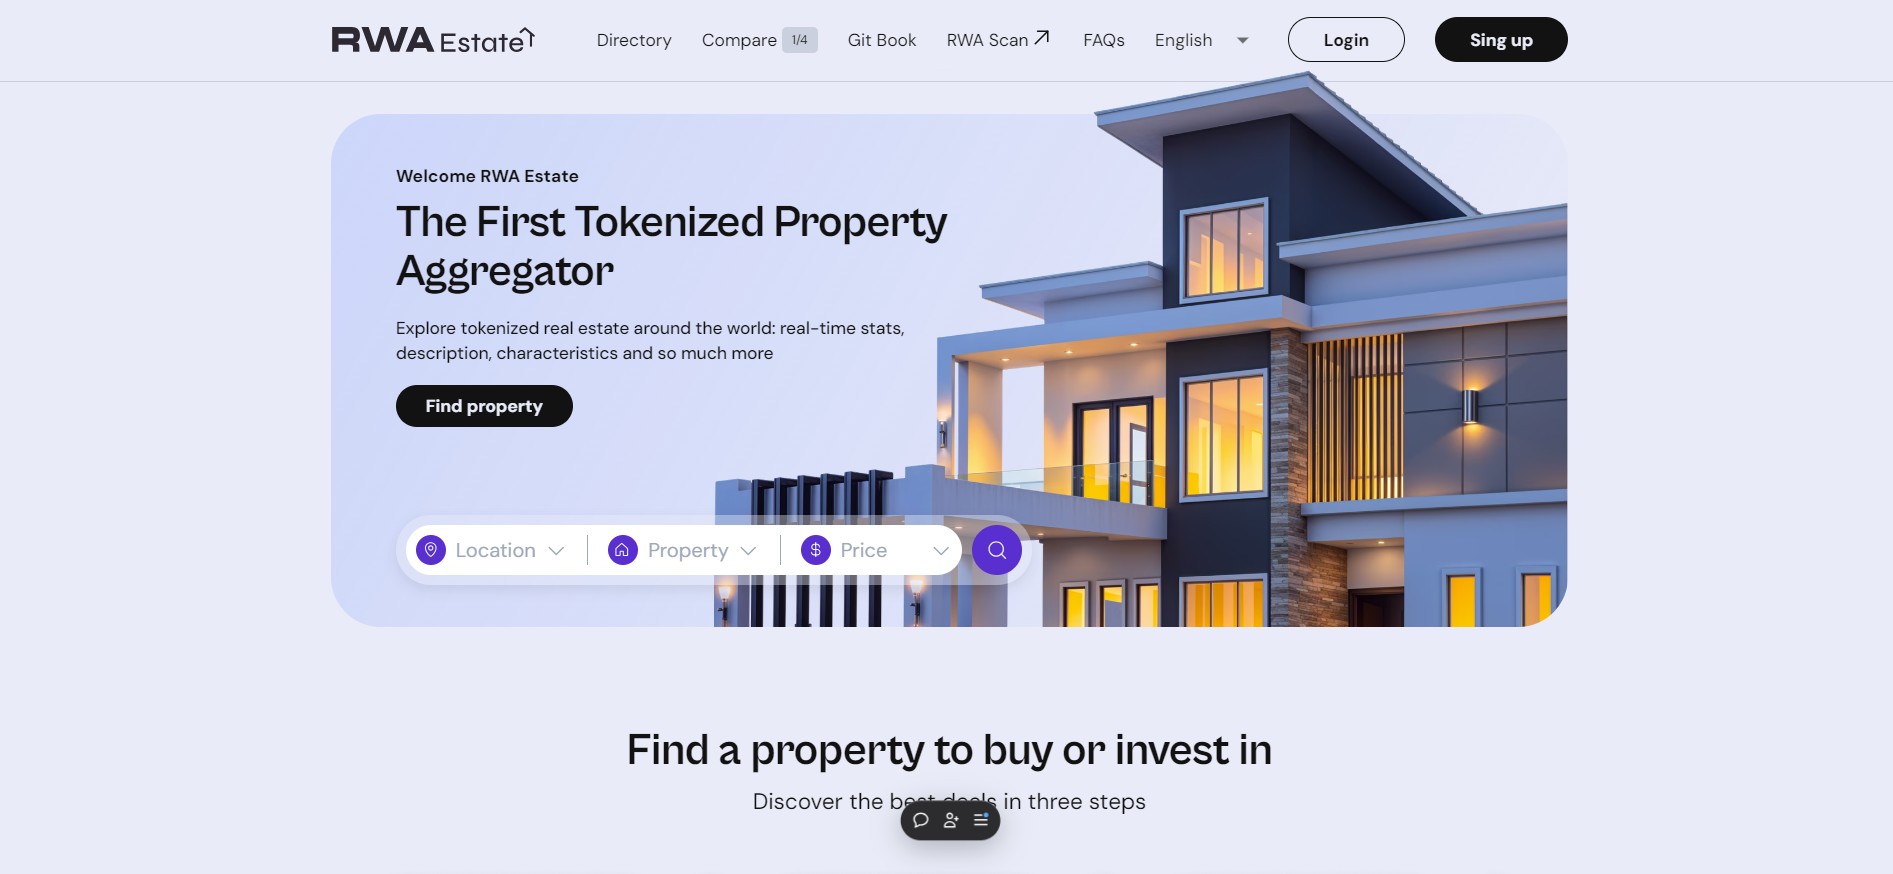 RWA Estate
Directory
Compare 1/4
Git Book
RWA Scan
FAQs
English
Login
Sing up
Welcome RWA Estate
The First Tokenized Property
Aggregator
Explore tokenized real estate around the world: real-time stats,
description, characteristics and so much more
Find property
Location
Property
Price
Find a property to buy or invest in
Discover the best deals in three steps